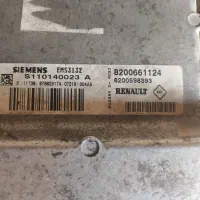 SIEMENS EMS3132
S110140023 A
8200661124
8200598393
RENAULT